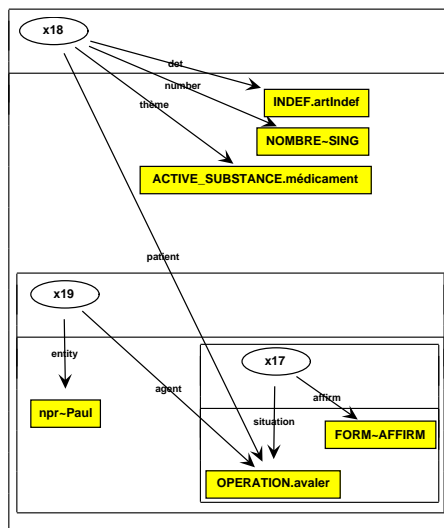 x18
det
number
INDEF.artIndef
thème
NOMBRE~SING
ACTIVE_SUBSTANCE.médicament
patient
x19
x17
entity
agent
affirm
npr~Paul
situation
FORM~AFFIRM
OPERATION.avaler